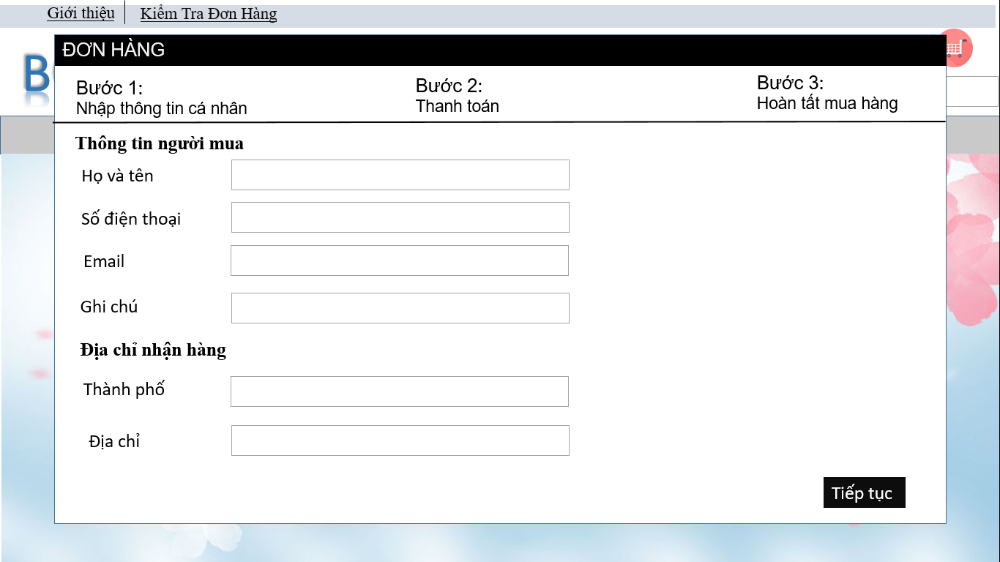 Giới thiệu
Kiểm Tra Đơn Hàng
ĐƠN HÀNG
Bước 1:
Nhập thông tin cá nhân
Bước 2:
Thanh toán
Bước 3:
Hoàn tất mua hàng
Thông tin người mua
Họ và tên
Số điện thoại
Email
Ghi chú
Địa chỉ nhận hàng
Thành phố
Địa chỉ
Tiếp tục